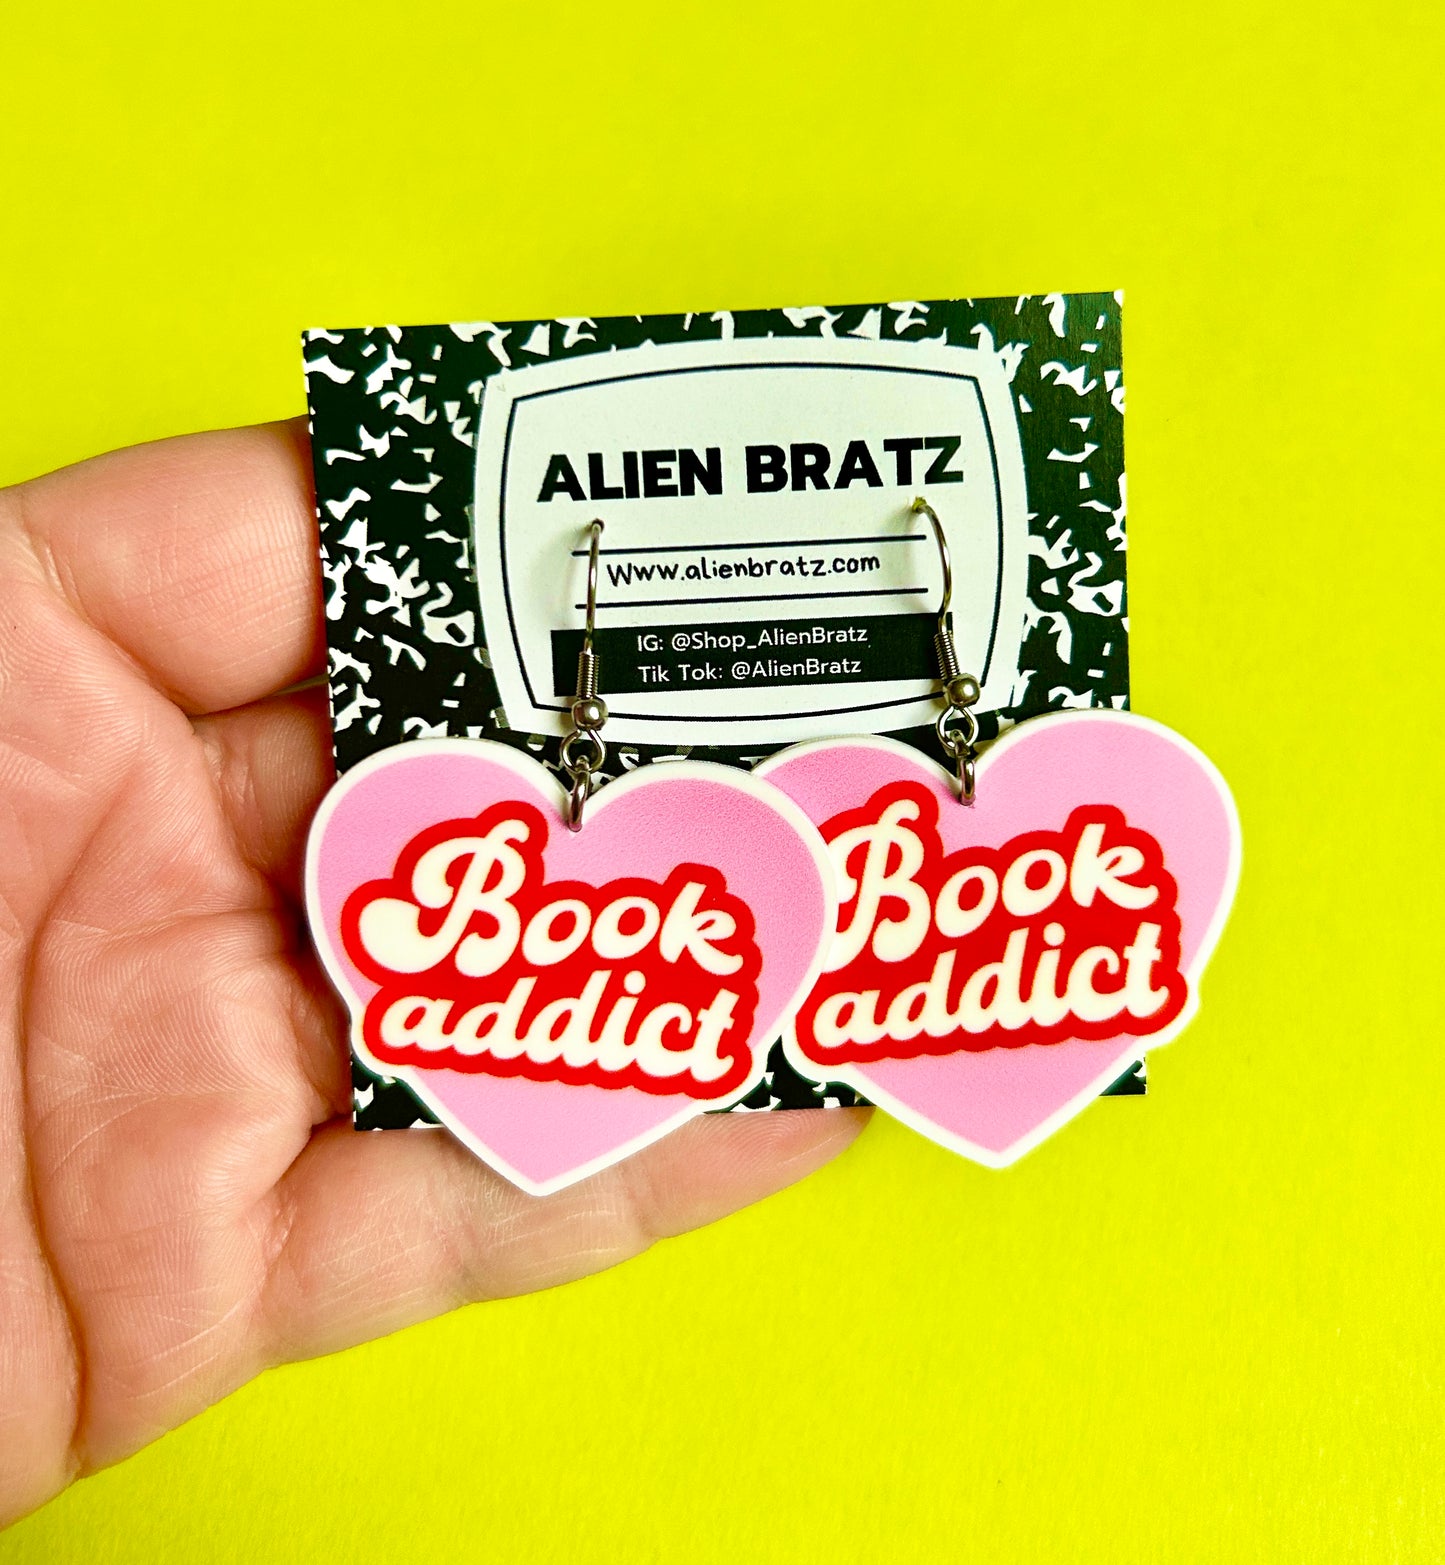 ALIEN BRATZ
Www.alienbratz.com
IG: @Shop_AlienBratz
Tik Tok: @AlienBratz
Book
addict
Book
addict